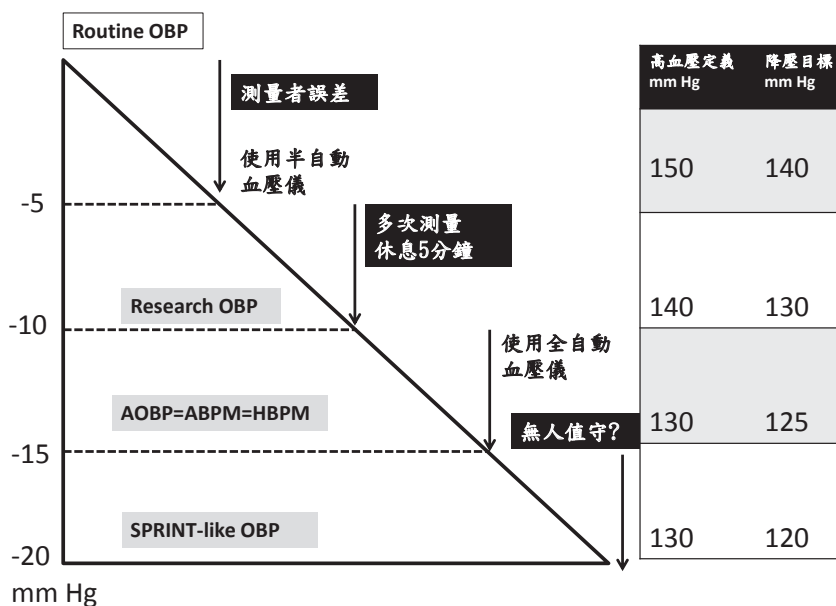 Routine OBP
測量者誤差
使用半自動
血壓儀
-5
多次測量
休息5分鐘
Research OBP
-10
使用全自動
血壓儀
AOBP=ABPM=HBPM
無人值守?
-15
SPRINT-like OBP
-20
mm Hg
高血壓定義 降壓目標
mm Hg mm Hg
150 140
140 130
130 125
130 120